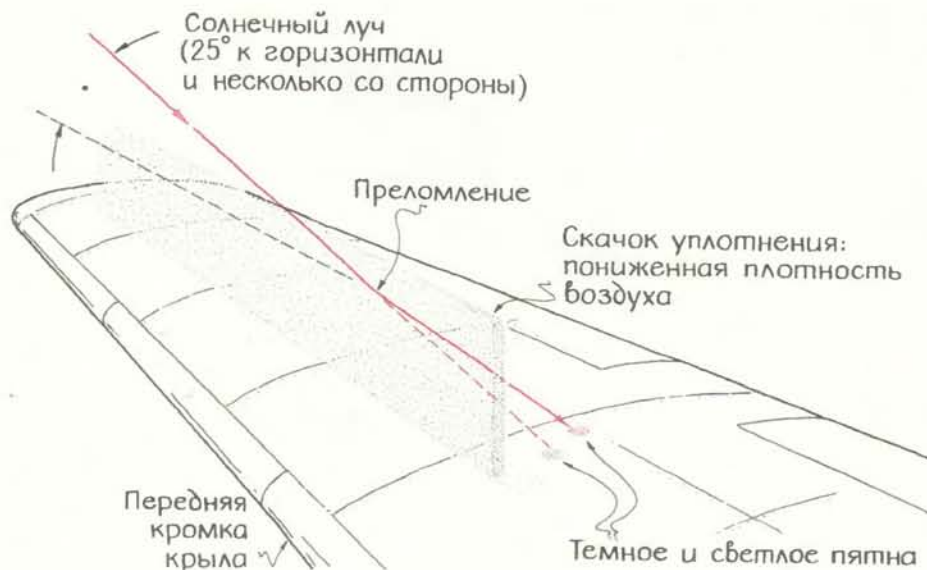 Солнечный луч
(25° к горизонтали
и несколько со стороны)
Преломление
Скачок уплотнения:
пониженная плотность
воздуха
Передняя
кромка
крыла
Темное и светлое пятна